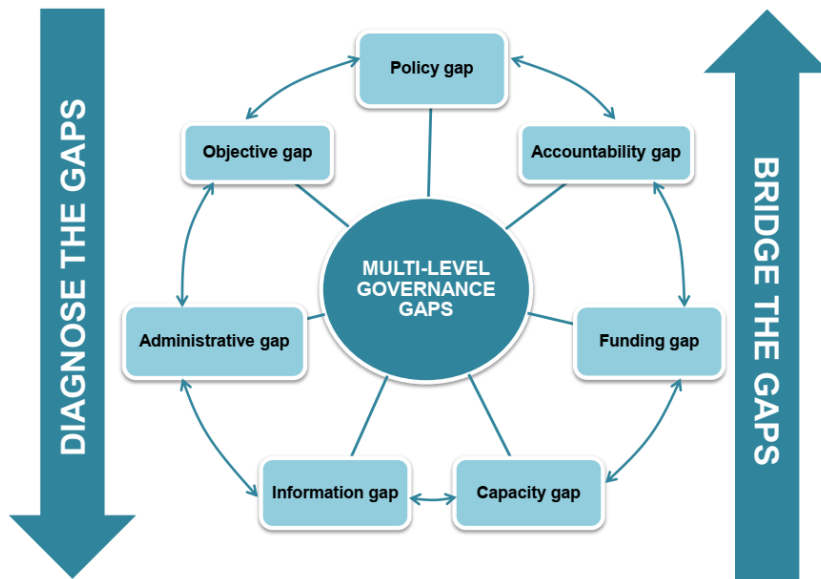 DIAGNOSE THE GAPS
Policy gap
Objective gap
Accountability gap
MULTI-LEVEL
GOVERNANCE
GAPS
Administrative gap
Funding gap
Information gap
Capacity gap
BRIDGE THE GAPS